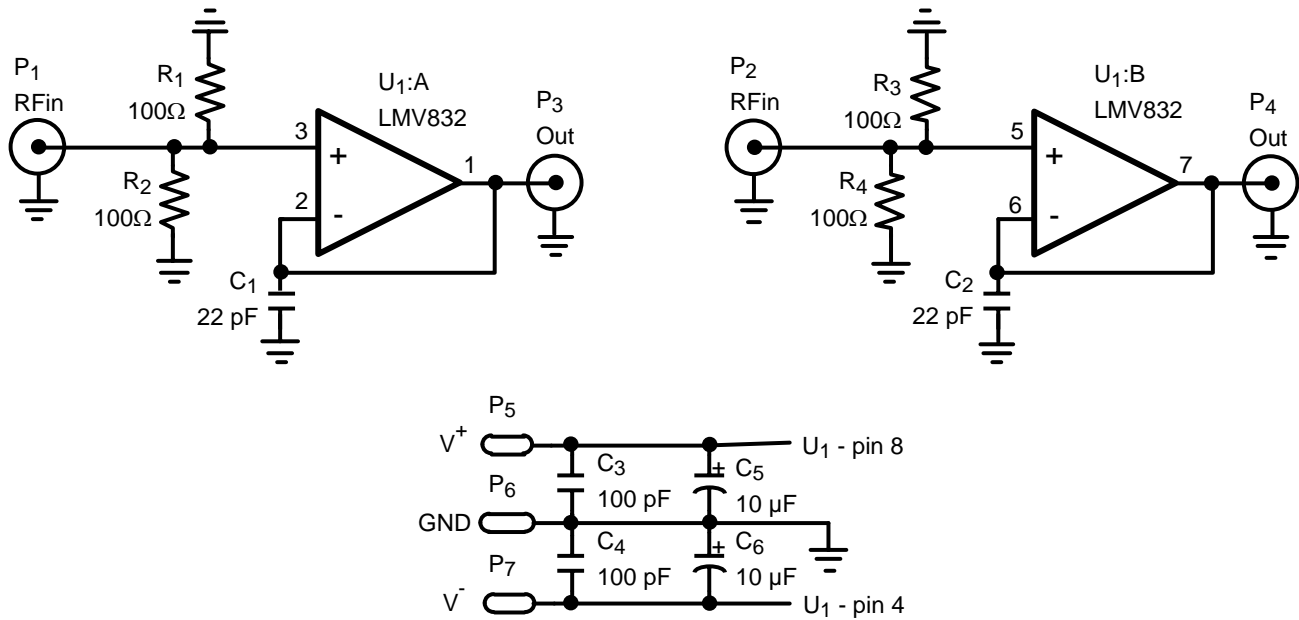 P1
RFin
R1
100Ω
R2
100Ω
3
+
2
-
U1:A
LMV832
1
P3
Out
C1
22 pF
P2
RFin
R3
100Ω
R4
100Ω
5
+
6
-
U1:B
LMV832
7
P4
Out
C2
22 pF
P5
V+
U1 - pin 8
C3
100 pF
+
C5
10 µF
P6
GND
C4
100 pF
+
C6
10 µF
P7
V-
U1 - pin 4